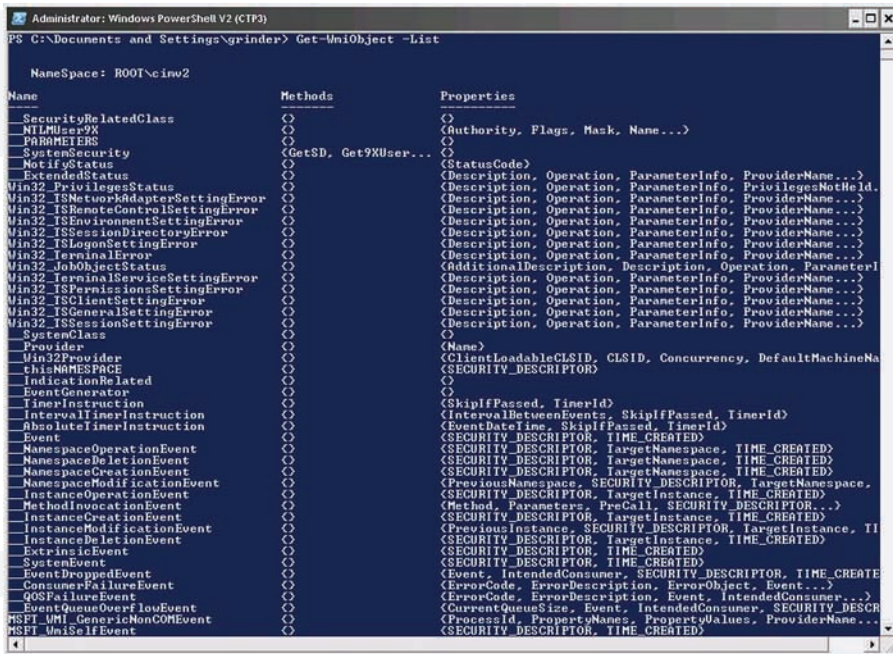 Administrator: Windows PowerShell V2 (CTP3)
PS C:\Documents and Settings\grinder> Get-WmiObject -List
NameSpace: ROOT\cimv2
Name Methods Properties
---- ------- ----------
__SecurityRelatedClass {} {}
__NTLMUser9X {} {Authority, Flags, Mask, Name...}
__PARAMETERS {} {}
__SystemSecurity {GetSD, Get9XUser... {}
__NotifyStatus {} {StatusCode}
__ExtendedStatus {} {Description, Operation, ParameterInfo, ProviderName...}
Win32_PrivilegesStatus {} {Description, Operation, ParameterInfo, PrivilegesNotHeld.
Win32_TSNetworkAdapterSettingError {} {Description, Operation, ParameterInfo, ProviderName...}
Win32_TSRemoteControlSettingError {} {Description, Operation, ParameterInfo, ProviderName...}
Win32_TSEnvironmentSettingError {} {Description, Operation, ParameterInfo, ProviderName...}
Win32_TSSessionDirectoryError {} {Description, Operation, ParameterInfo, ProviderName...}
Win32_TSLogonSettingError {} {Description, Operation, ParameterInfo, ProviderName...}
Win32_TerminalError {} {Description, Operation, ParameterInfo, ProviderName...}
Win32_JobObjectStatus {} {AdditionalDescription, Description, Operation, ParameterI
Win32_TerminalServiceSettingError {} {Description, Operation, ParameterInfo, ProviderName...}
Win32_TSPermissionsSettingError {} {Description, Operation, ParameterInfo, ProviderName...}
Win32_TSClientSettingError {} {Description, Operation, ParameterInfo, ProviderName...}
Win32_TSGeneralSettingError {} {Description, Operation, ParameterInfo, ProviderName...}
Win32_TSSessionSettingError {} {Description, Operation, ParameterInfo, ProviderName...}
__SystemClass {} {}
__Provider {} {Name}
__Win32Provider {} {ClientLoadableCLSID, CLSID, Concurrency, DefaultMachineNa
__thisNAMESPACE {} {SECURITY_DESCRIPTOR}
__IndicationRelated {} {}
__EventGenerator {} {}
__TimerInstruction {} {SkipIfPassed, TimerId}
__IntervalTimerInstruction {} {IntervalBetweenEvents, SkipIfPassed, TimerId}
__AbsoluteTimerInstruction {} {EventDateTime, SkipIfPassed, TimerId}
__Event {} {SECURITY_DESCRIPTOR, TIME_CREATED}
__NamespaceOperationEvent {} {SECURITY_DESCRIPTOR, TargetNamespace, TIME_CREATED}
__NamespaceDeletionEvent {} {SECURITY_DESCRIPTOR, TargetNamespace, TIME_CREATED}
__NamespaceCreationEvent {} {SECURITY_DESCRIPTOR, TargetNamespace, TIME_CREATED}
__NamespaceModificationEvent {} {PreviousNamespace, SECURITY_DESCRIPTOR, TargetNamespace,
__InstanceOperationEvent {} {SECURITY_DESCRIPTOR, TargetInstance, TIME_CREATED}
__MethodInvocationEvent {} {Method, Parameters, PreCall, SECURITY_DESCRIPTOR...}
__InstanceCreationEvent {} {SECURITY_DESCRIPTOR, TargetInstance, TIME_CREATED}
__InstanceModificationEvent {} {PreviousInstance, SECURITY_DESCRIPTOR, TargetInstance, TI
__InstanceDeletionEvent {} {SECURITY_DESCRIPTOR, TargetInstance, TIME_CREATED}
__ExtrinsicEvent {} {SECURITY_DESCRIPTOR, TIME_CREATED}
__SystemEvent {} {SECURITY_DESCRIPTOR, TIME_CREATED}
__EventDroppedEvent {} {Event, IntendedConsumer, SECURITY_DESCRIPTOR, TIME_CREATE
__ConsumerFailureEvent {} {ErrorCode, ErrorDescription, ErrorObject, Event...}
__QOSFailureEvent {} {ErrorCode, ErrorDescription, Event, IntendedConsumer...}
__EventQueueOverflowEvent {} {CurrentQueueSize, Event, IntendedConsumer, SECURITY_DESCR
MSFT_WMI_GenericNonCOMEvent {} {ProcessId, PropertyNames, PropertyValues, ProviderName...
MSFT_WmiSelfEvent {} {SECURITY_DESCRIPTOR, TIME_CREATED}